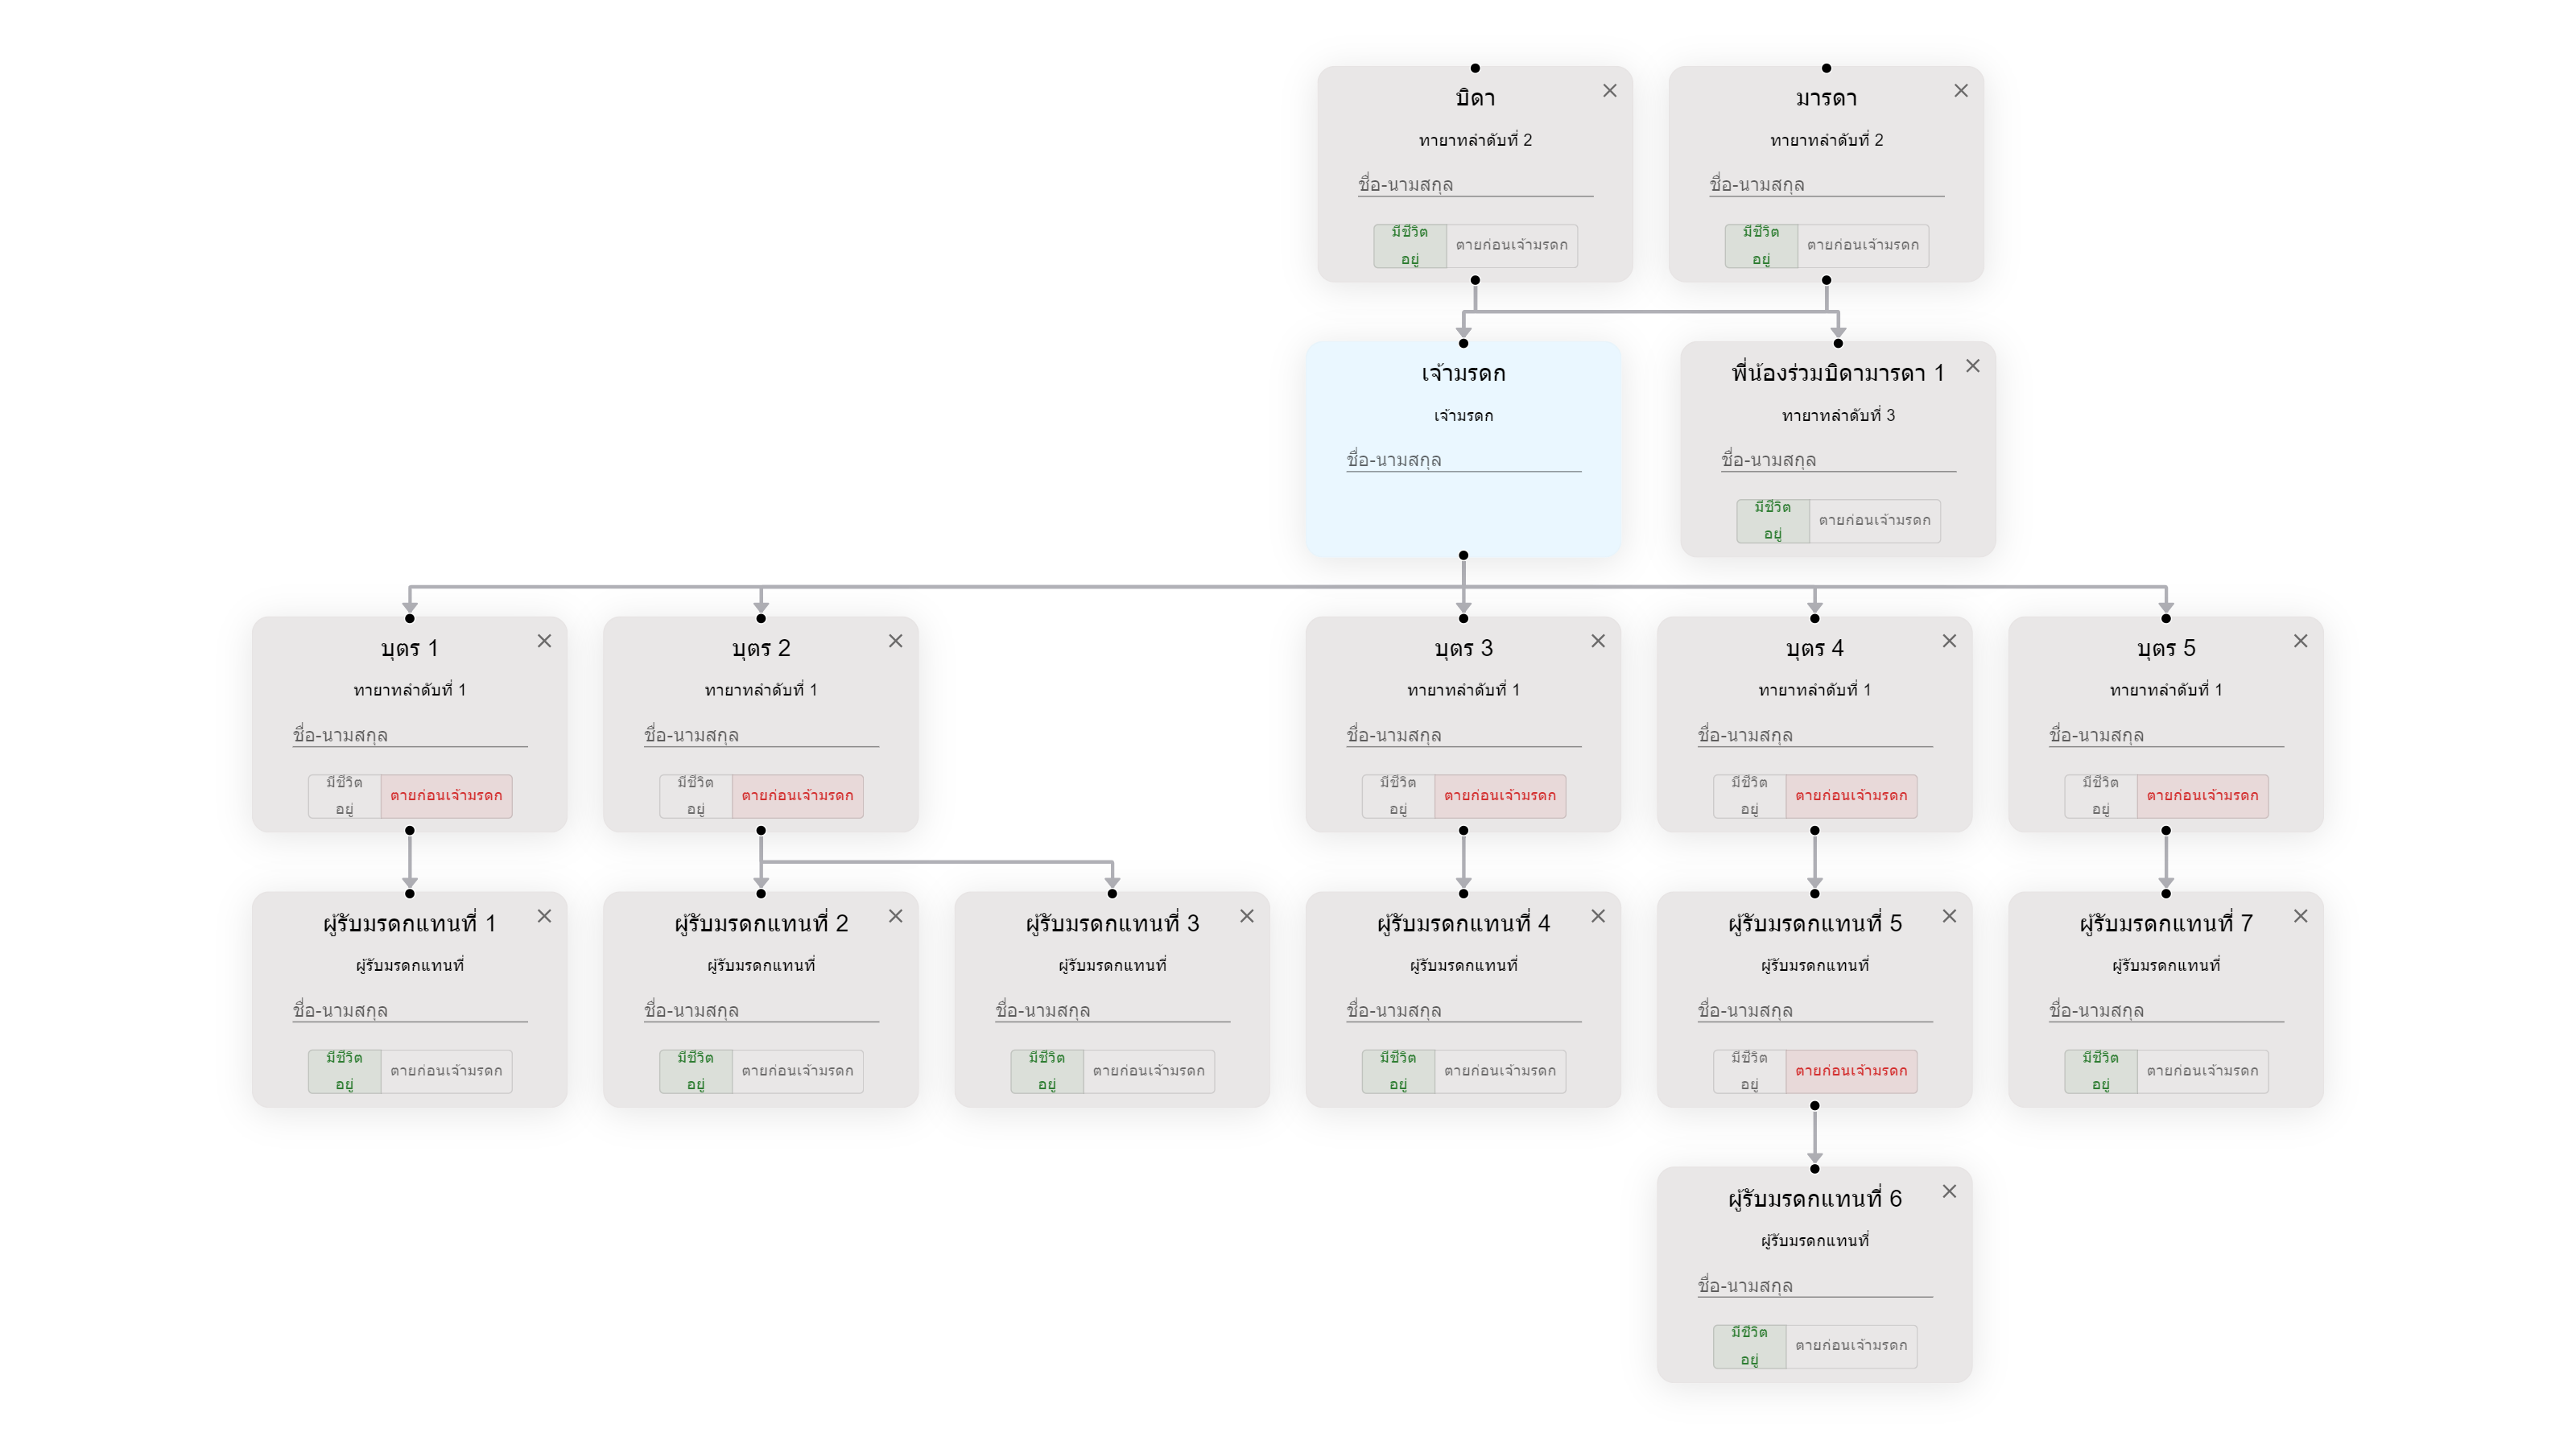 บิดา
ทายาทลำดับที่ 2
ชื่อ-นามสกุล
มีชีวิต
อยู่
ตายก่อนเจ้ามรดก
มารดา
ทายาทลำดับที่ 2
ชื่อ-นามสกุล
มีชีวิต
อยู่
ตายก่อนเจ้ามรดก
เจ้ามรดก
เจ้ามรดก
ชื่อ-นามสกุล
พี่น้องร่วมบิดามารดา 1
ทายาทลำดับที่ 3
ชื่อ-นามสกุล
มีชีวิต
อยู่
ตายก่อนเจ้ามรดก
บุตร 1
ทายาทลำดับที่ 1
ชื่อ-นามสกุล
มีชีวิต
อยู่
ตายก่อนเจ้ามรดก
บุตร 2
ทายาทลำดับที่ 1
ชื่อ-นามสกุล
มีชีวิต
อยู่
ตายก่อนเจ้ามรดก
บุตร 3
ทายาทลำดับที่ 1
ชื่อ-นามสกุล
มีชีวิต
อยู่
ตายก่อนเจ้ามรดก
บุตร 4
ทายาทลำดับที่ 1
ชื่อ-นามสกุล
มีชีวิต
อยู่
ตายก่อนเจ้ามรดก
บุตร 5
ทายาทลำดับที่ 1
ชื่อ-นามสกุล
มีชีวิต
อยู่
ตายก่อนเจ้ามรดก
ผู้รับมรดกแทนที่ 1
ผู้รับมรดกแทนที่
ชื่อ-นามสกุล
มีชีวิต
อยู่
ตายก่อนเจ้ามรดก
ผู้รับมรดกแทนที่ 2
ผู้รับมรดกแทนที่
ชื่อ-นามสกุล
มีชีวิต
อยู่
ตายก่อนเจ้ามรดก
ผู้รับมรดกแทนที่ 3
ผู้รับมรดกแทนที่
ชื่อ-นามสกุล
มีชีวิต
อยู่
ตายก่อนเจ้ามรดก
ผู้รับมรดกแทนที่ 4
ผู้รับมรดกแทนที่
ชื่อ-นามสกุล
มีชีวิต
อยู่
ตายก่อนเจ้ามรดก
ผู้รับมรดกแทนที่ 5
ผู้รับมรดกแทนที่
ชื่อ-นามสกุล
มีชีวิต
อยู่
ตายก่อนเจ้ามรดก
ผู้รับมรดกแทนที่ 7
ผู้รับมรดกแทนที่
ชื่อ-นามสกุล
มีชีวิต
อยู่
ตายก่อนเจ้ามรดก
ผู้รับมรดกแทนที่ 6
ผู้รับมรดกแทนที่
ชื่อ-นามสกุล
มีชีวิต
อยู่
ตายก่อนเจ้ามรดก